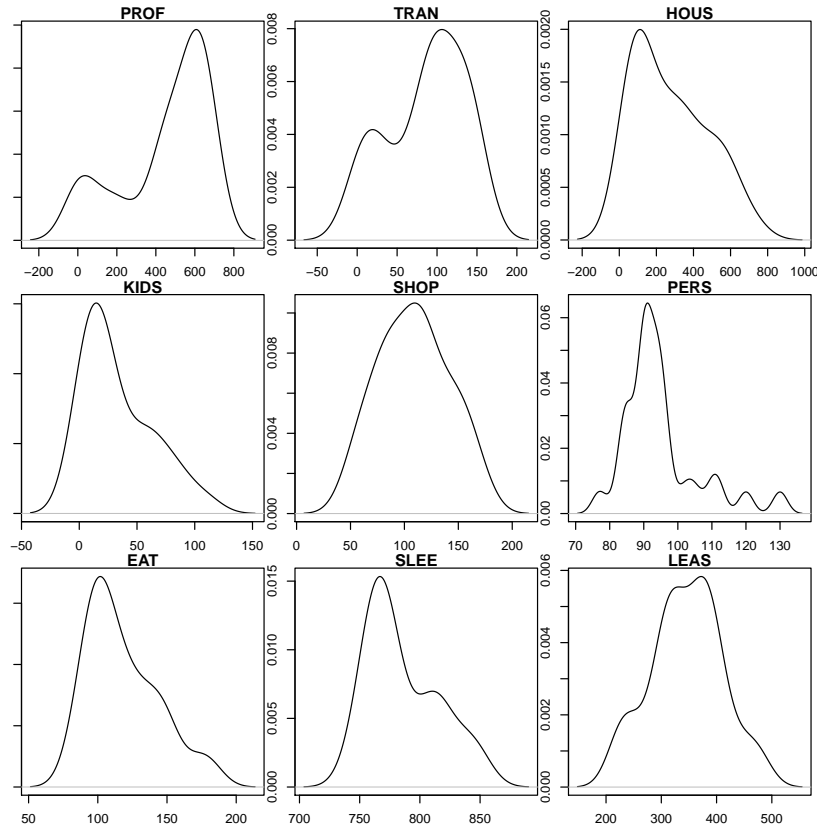 PROF
-200 0 200 400 600 800
TRAN
0.000 0.002 0.004 0.006 0.008
-50 0 50 100 150 200
HOUS
0.0000 0.0005 0.0010 0.0015 0.0020
-200 0 200 400 600 800 1000
KIDS
-50 0 50 100 150
SHOP
0.000 0.004 0.008
0 50 100 150 200
PERS
0.00 0.02 0.04 0.06
70 80 90 100 110 120 130
EAT
50 100 150 200
SLEE
0.000 0.005 0.010 0.015
700 750 800 850
LEAS
0.000 0.002 0.004 0.006
200 300 400 500